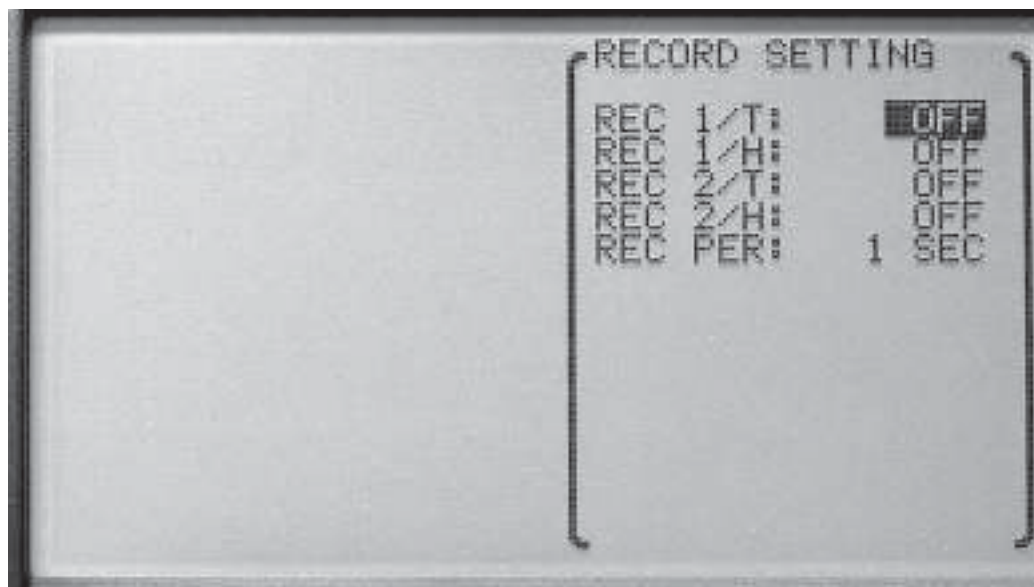 RECORD SETTING
REC 1/T: OFF
REC 1/H: OFF
REC 2/T: OFF
REC 2/H: OFF
REC PER: 1 SEC